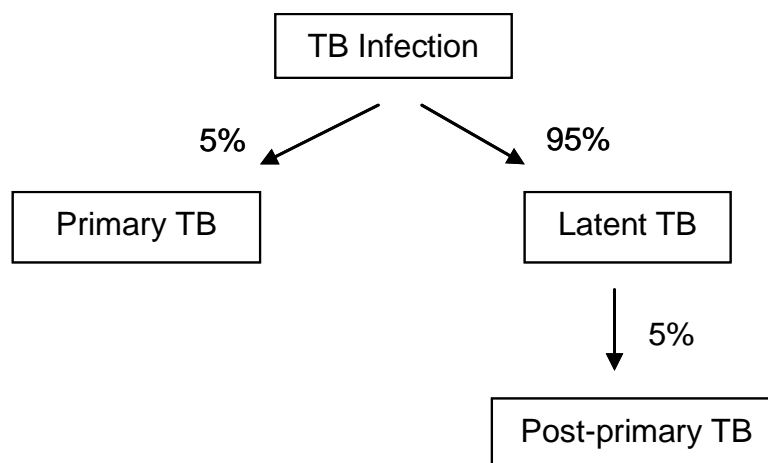 TB Infection
5%
95%
Primary TB
Latent TB
5%
Post-primary TB